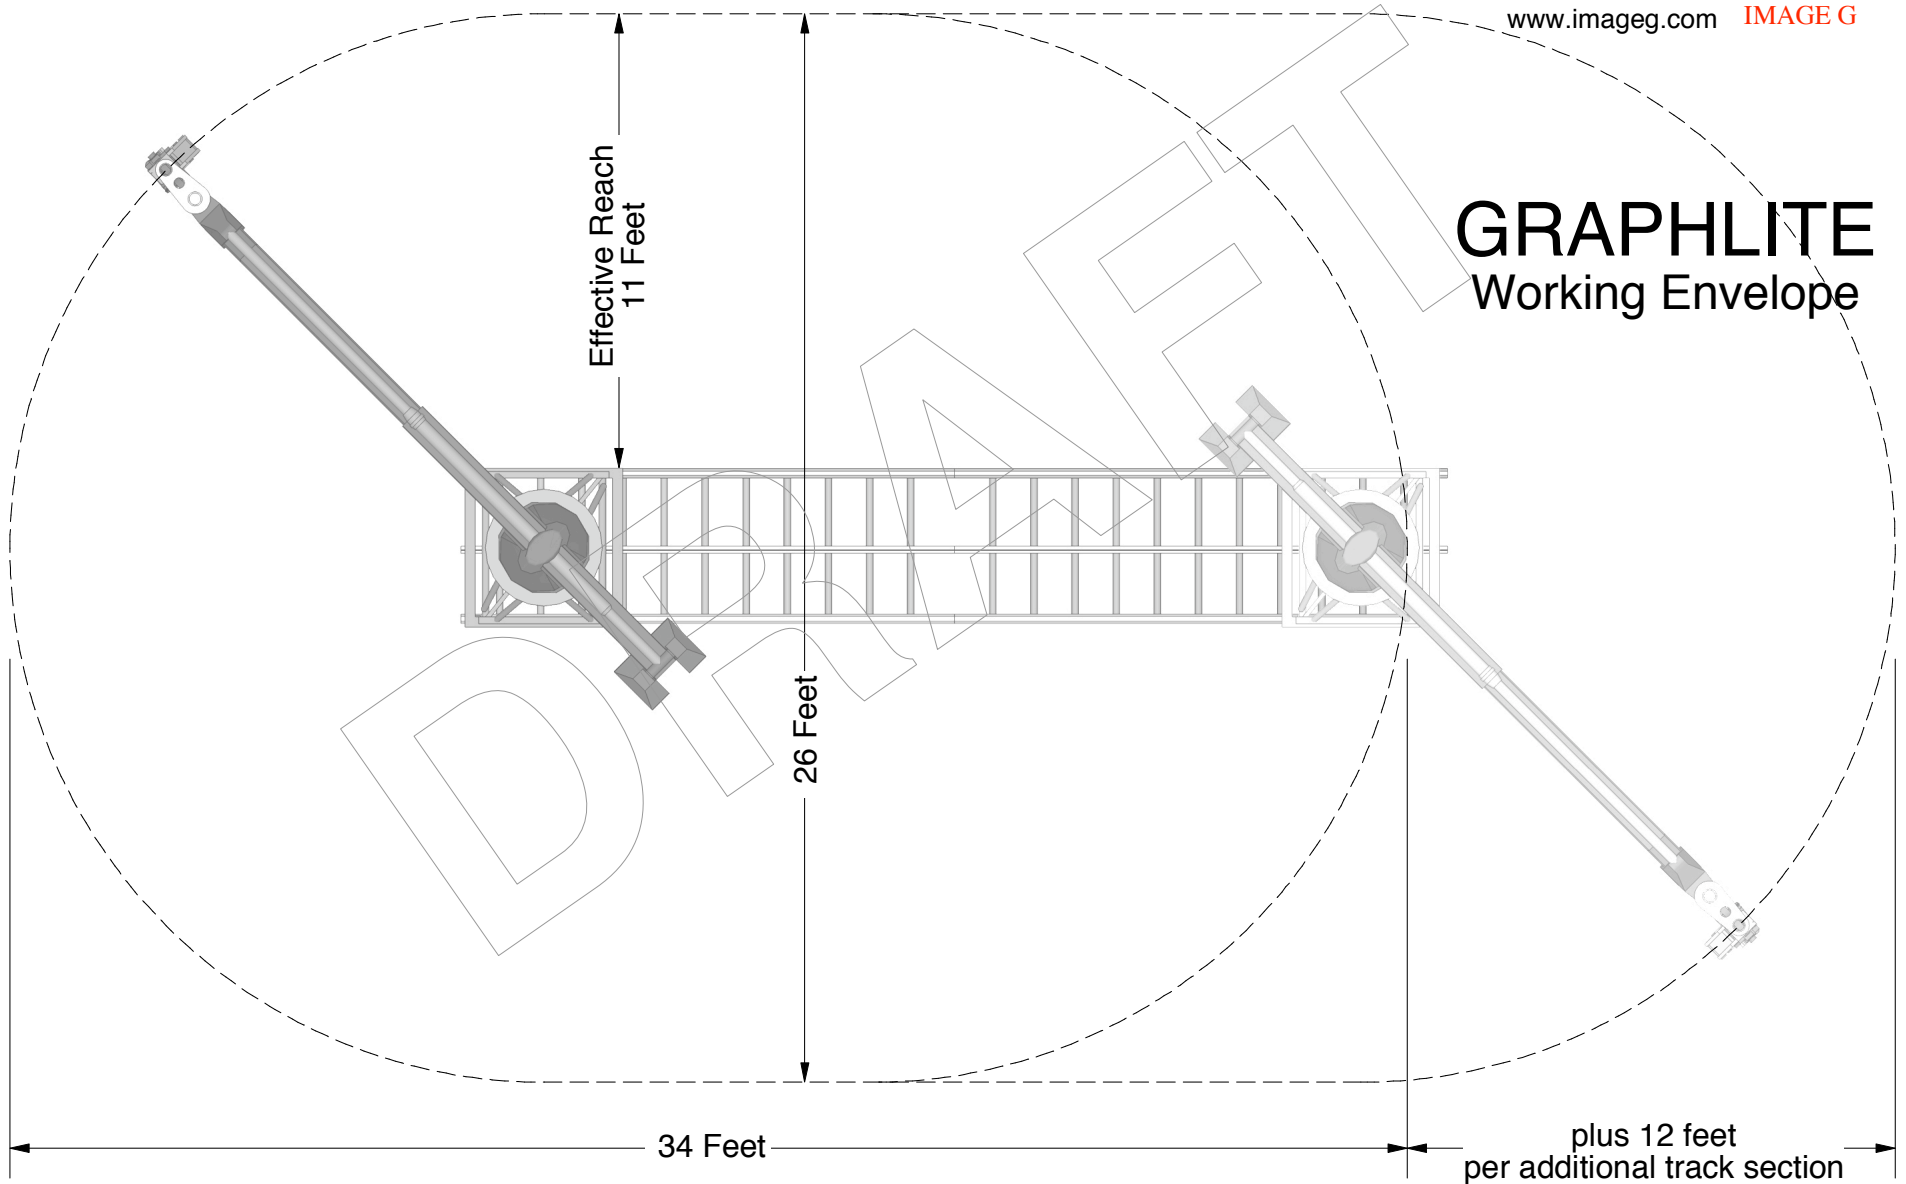 www.imageg.com IMAGE G
GRAPHLITE
Working Envelope
Effective Reach
11 Feet
DRAFT
26 Feet
34 Feet
plus 12 feet
per additional track section